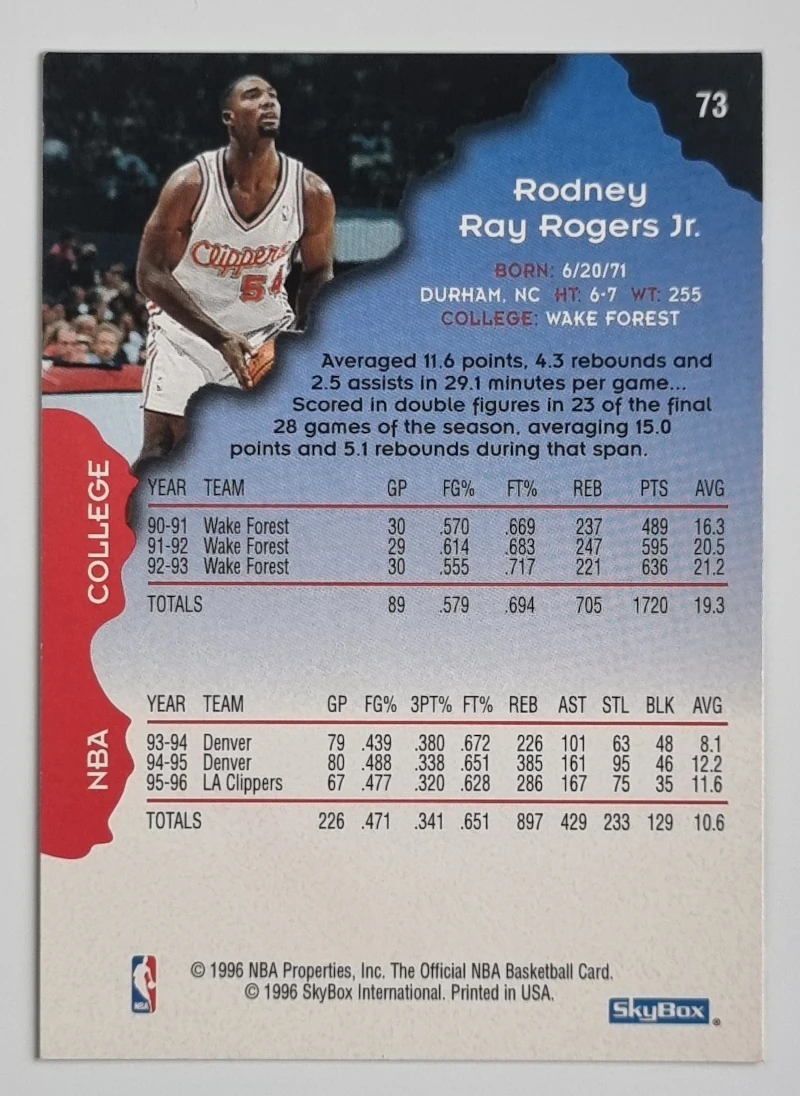 73
Rodney
Ray Rogers Jr.
BORN: 6/20/71
DURHAM, NC HT: 6-7 WT: 255
COLLEGE: WAKE FOREST
Clippers
54
Averaged 11.6 points, 4.3 rebounds and
2.5 assists in 29.1 minutes per game...
Scored in double figures in 23 of the final
28 games of the season, averaging 15.0
points and 5.1 rebounds during that span.
COLLEGE
YEAR TEAM GP FG% FT% REB PTS AVG
90-91 Wake Forest 30 .570 .669 237 489 16.3
91-92 Wake Forest 29 .614 .683 247 595 20.5
92-93 Wake Forest 30 .555 .717 221 636 21.2
TOTALS 89 .579 .694 705 1720 19.3
NBA
YEAR TEAM GP FG% 3PT% FT% REB AST STL BLK AVG
93-94 Denver 79 .439 .380 .672 226 101 63 48 8.1
94-95 Denver 80 .488 .338 .651 385 161 95 46 12.2
95-96 LA Clippers 67 .477 .320 .628 286 167 75 35 11.6
TOTALS 226 .471 .341 .651 897 429 233 129 10.6
NBA
© 1996 NBA Properties, Inc. The Official NBA Basketball Card.
© 1996 SkyBox International. Printed in USA.
SkyBox ®